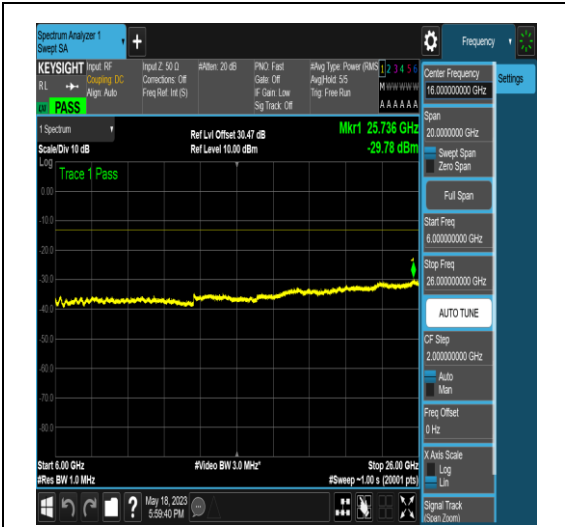 Spectrum Analyzer 1
Swept SA
Frequency
KEYSIGHT
Input: RF
Coupling: DC
Align: Auto
Input Z: 50 Ω
Corrections: Off
Freq Ref: Int (S)
#Atten: 20 dB
PNO: Fast
Gate: Off
IF Gain: Low
Sig Track: Off
#Avg Type: Power (RMS
Avg|Hold: 5/5
Trig: Free Run
1 2 3 4 5 6
M W W W W W
A A A A A A
RL
PASS
Center Frequency
16.000000000 GHz
Settings
Span
20.0000000 GHz
Swept Span
Zero Span
Full Span
Start Freq
6.000000000 GHz
Stop Freq
26.000000000 GHz
AUTO TUNE
CF Step
2.000000000 GHz
Auto
Man
Freq Offset
0 Hz
X Axis Scale
Log
Lin
Signal Track
(Span Zoom)
1 Spectrum
Scale/Div 10 dB
Ref Lvl Offset 30.47 dB
Ref Level 10.00 dBm
Mkr1 25.736 GHz
-29.78 dBm
Log
Trace 1 Pass
0.00
-10.0
-20.0
-30.0
-40.0
-50.0
-60.0
-70.0
-80.0
Start 6.00 GHz
#Res BW 1.0 MHz
#Video BW 3.0 MHz*
Stop 26.00 GHz
#Sweep ~1.00 s (20001 pts)
May 18, 2023
5:59:40 PM